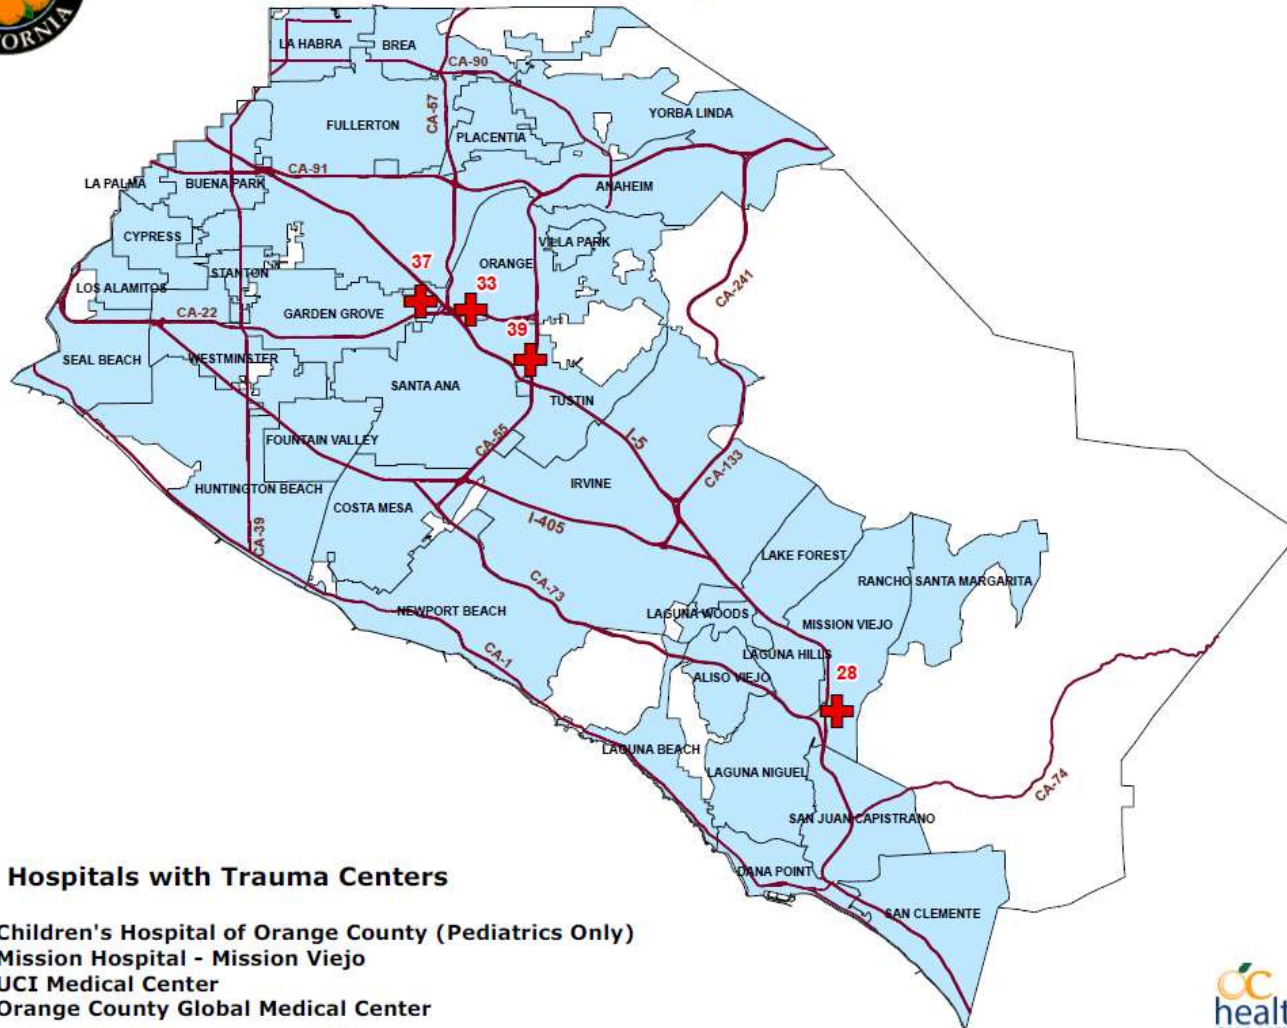 ORNIA
LA HABRA
BREA
CA-90
YORBA LINDA
CA-57
FULLERTON
PLACENTIA
CA-91
LA PALMA
BUENA PARK
ANAHEIM
CYPRESS
VILLA PARK
ORANGE
37
STANTON
33
LOS ALAMITOS
CA-241
CA-22
GARDEN GROVE
39
SEAL BEACH
WESTMINSTER
SANTA ANA
TUSTIN
I-5
CA-55
FOUNTAIN VALLEY
CA-133
IRVINE
HUNTINGTON BEACH
COSTA MESA
I-405
CA-39
LAKE FOREST
RANCHO SANTA MARGARITA
CA-73
NEWPORT BEACH
LAGUNA WOODS
MISSION VIEJO
CA-1
LAGUNA HILLS
ALISO VIEJO
28
LAGUNA BEACH
LAGUNA NIGUEL
CA-74
SAN JUAN CAPISTRANO
DANA POINT
SAN CLEMENTE
Hospitals with Trauma Centers
Children's Hospital of Orange County (Pediatrics Only)
Mission Hospital - Mission Viejo
UCI Medical Center
Orange County Global Medical Center
OC
healt